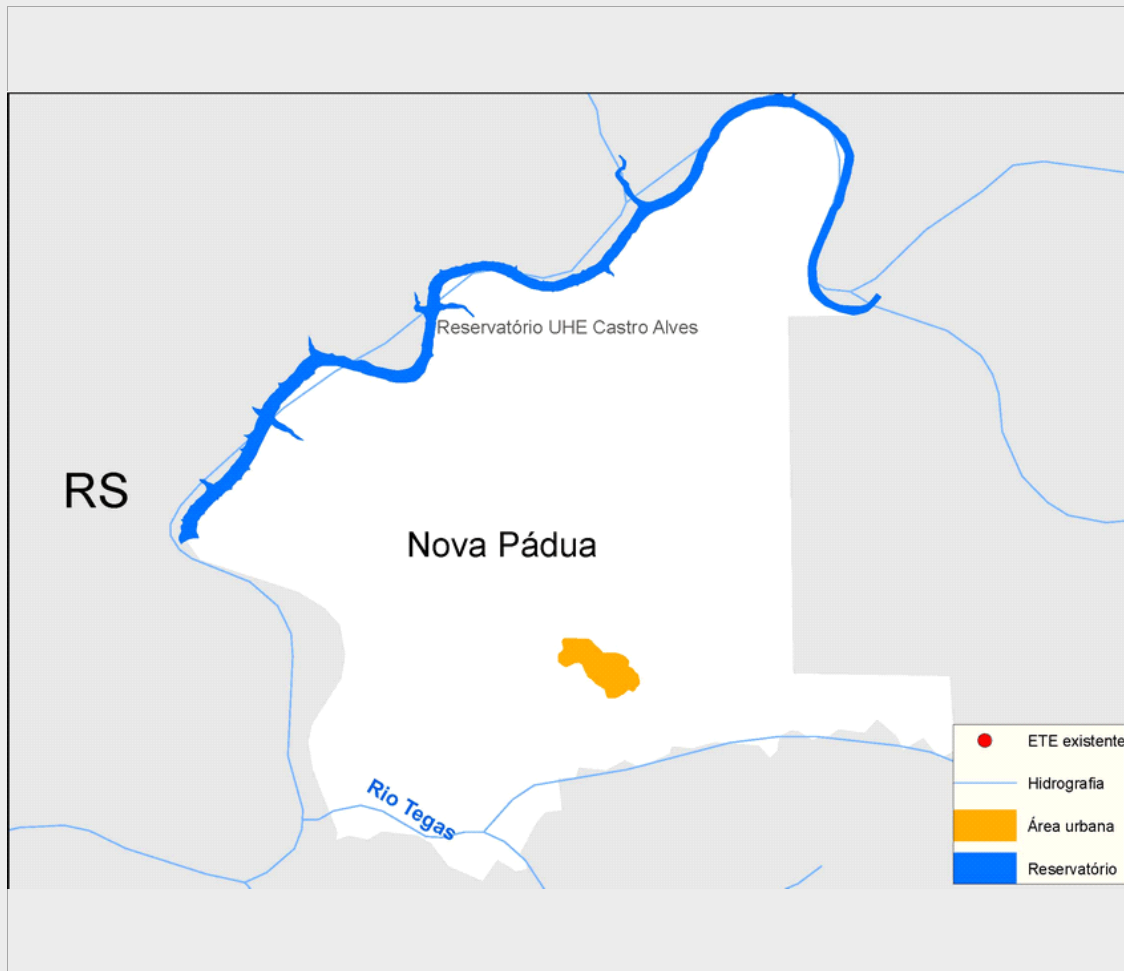 Reservatório UHE Castro Alves
RS
Nova Pádua
Rio Tegas
ETE existente
Hidrografia
Área urbana
Reservatório